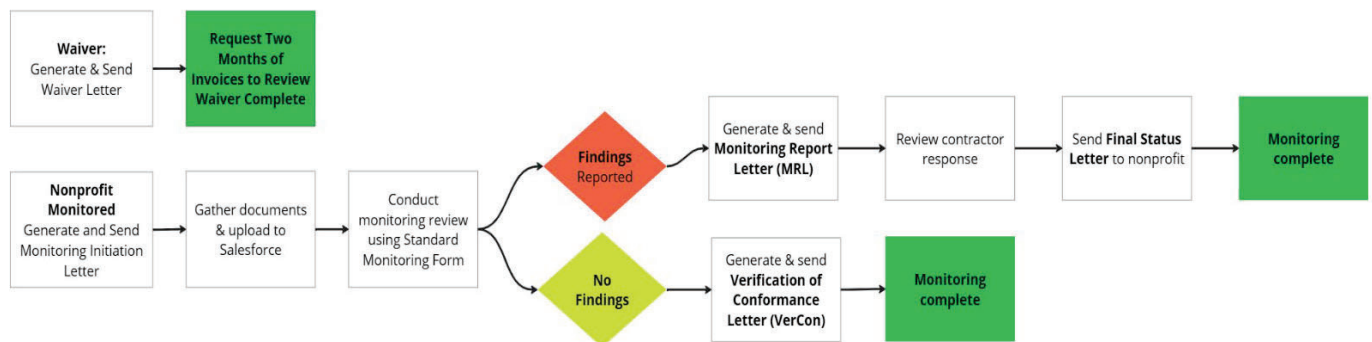 Waiver:
Generate & Send
Waiver Letter
Request Two
Months of
Invoices to Review
Waiver Complete
Nonprofit
Monitored
Generate and Send
Monitoring Initiation
Letter
Gather documents
& upload to
Salesforce
Conduct
monitoring review
using Standard
Monitoring Form
Findings
Reported
Generate & send
Monitoring Report
Letter (MRL)
Review contractor
response
Send Final Status
Letter to nonprofit
Monitoring
complete
No
Findings
Generate & send
Verification of
Conformance
Letter (VerCon)
Monitoring
complete